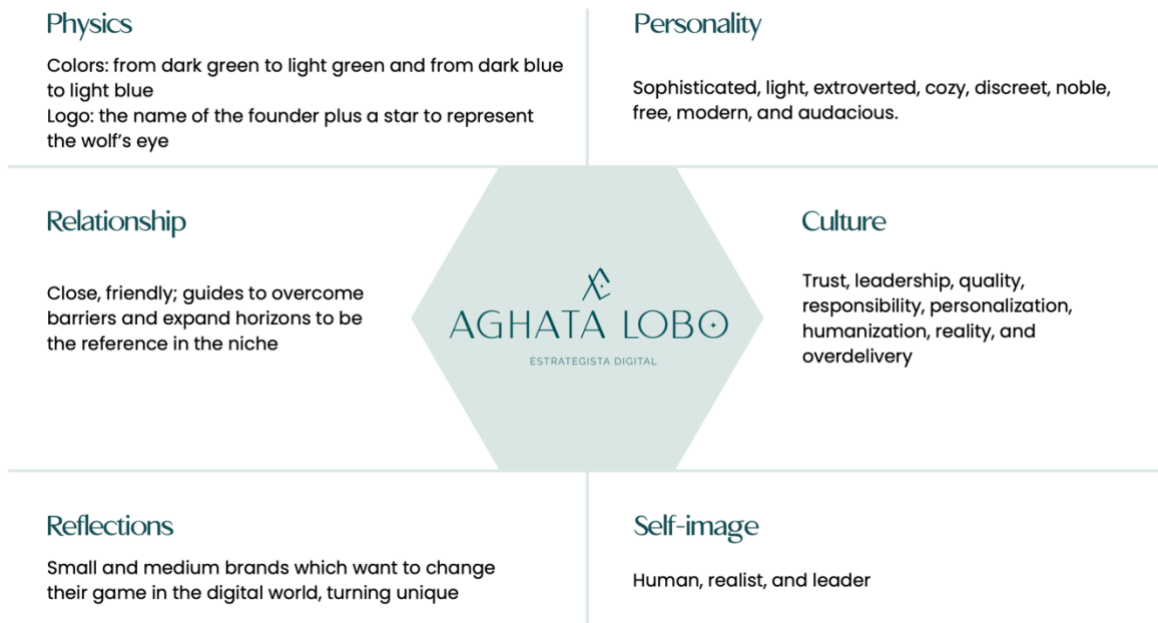 Physics
Colors: from dark green to light green and from dark blue
to light blue
Logo: the name of the founder plus a star to represent
the wolf's eye
Personality
Sophisticated, light, extroverted, cozy, discreet, noble,
free, modern, and audacious.
Relationship
Close, friendly; guides to overcome
barriers and expand horizons to be
the reference in the niche
AGHATA LOBO
ESTRATEGISTA DIGITAL
Culture
Trust, leadership, quality,
responsibility, personalization,
humanization, reality, and
overdelivery
Reflections
Small and medium brands which want to change
their game in the digital world, turning unique
Self-image
Human, realist, and leader